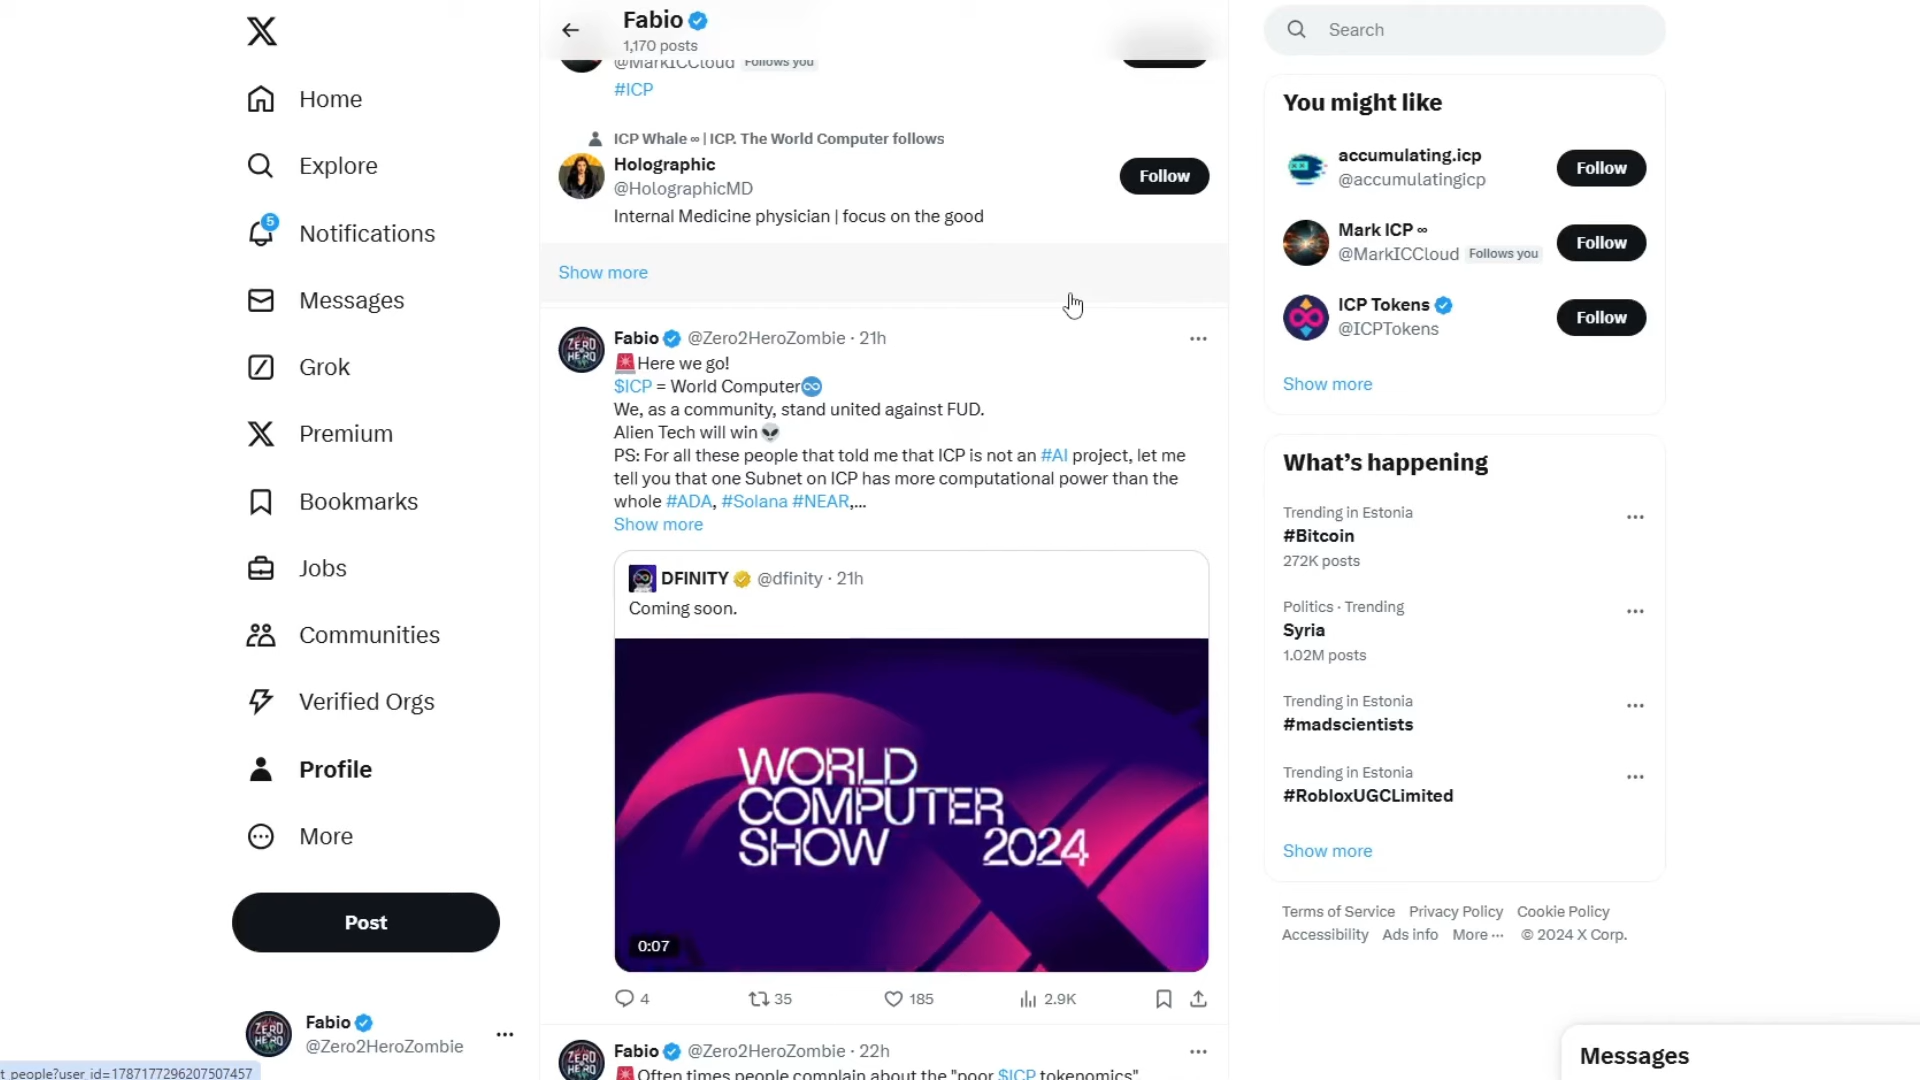 Home
Explore
5
Notifications
Messages
Grok
Premium
Bookmarks
Jobs
Communities
Verified Orgs
Profile
More
Post
Fabio
@Zero2HeroZombie
t_people?user_id=1787177296207507457
Fabio
1,170 posts
@MarkICCloud Follows you
#ICP
ICP Whale ∞ | ICP. The World Computer follows
Holographic
@HolographicMD
Follow
Internal Medicine physician | focus on the good
Show more
ZERO
HERO
Fabio @Zero2HeroZombie · 21h
🚨Here we go!
$ICP = World Computer♾️
We, as a community, stand united against FUD.
Alien Tech will win👽
PS: For all these people that told me that ICP is not an #AI project, let me
tell you that one Subnet on ICP has more computational power than the
whole #ADA, #Solana #NEAR,...
Show more
DFINITY @dfinity · 21h
Coming soon.
WORLD
COMPUTER
SHOW 2024
0:07
4
35
185
2.9K
Fabio @Zero2HeroZombie · 22h
🚨Often times people complain about the "poor $ICP tokenomics"
Search
You might like
accumulating.icp
@accumulatingicp
Follow
Mark ICP ∞
@MarkICCloud Follows you
Follow
ICP Tokens
@ICPTokens
Follow
Show more
What's happening
Trending in Estonia
#Bitcoin
272K posts
Politics · Trending
Syria
1.02M posts
Trending in Estonia
#madscientists
Trending in Estonia
#RobloxUGCLimited
Show more
Terms of Service Privacy Policy Cookie Policy
Accessibility Ads info More ··· © 2024 X Corp.
Messages